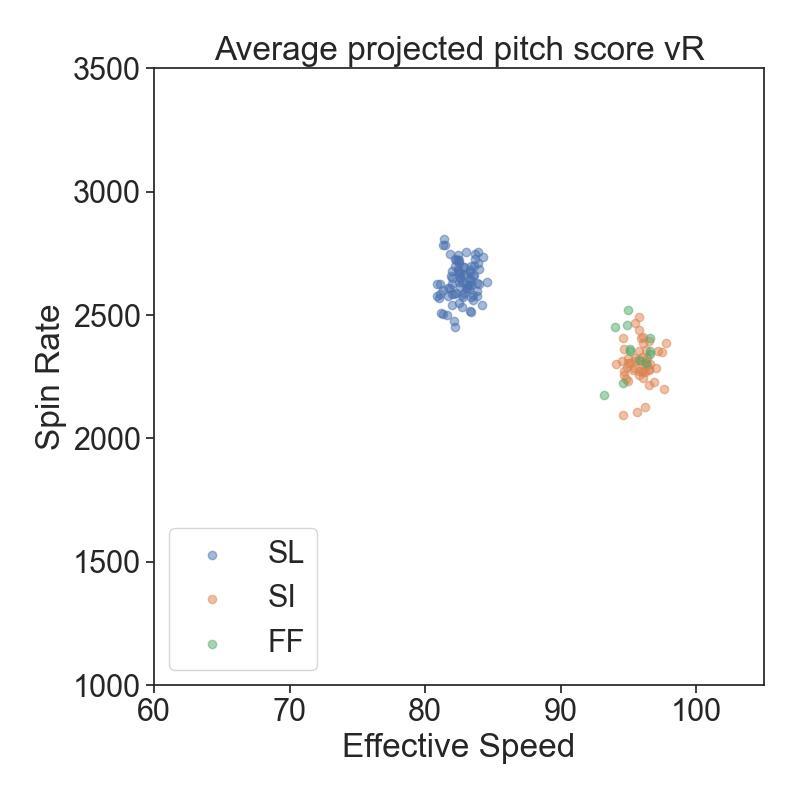 Average projected pitch score vR
3500
3000
2500
2000
1500
1000
Spin Rate
SL
SI
FF
60 70 80 90 100
Effective Speed